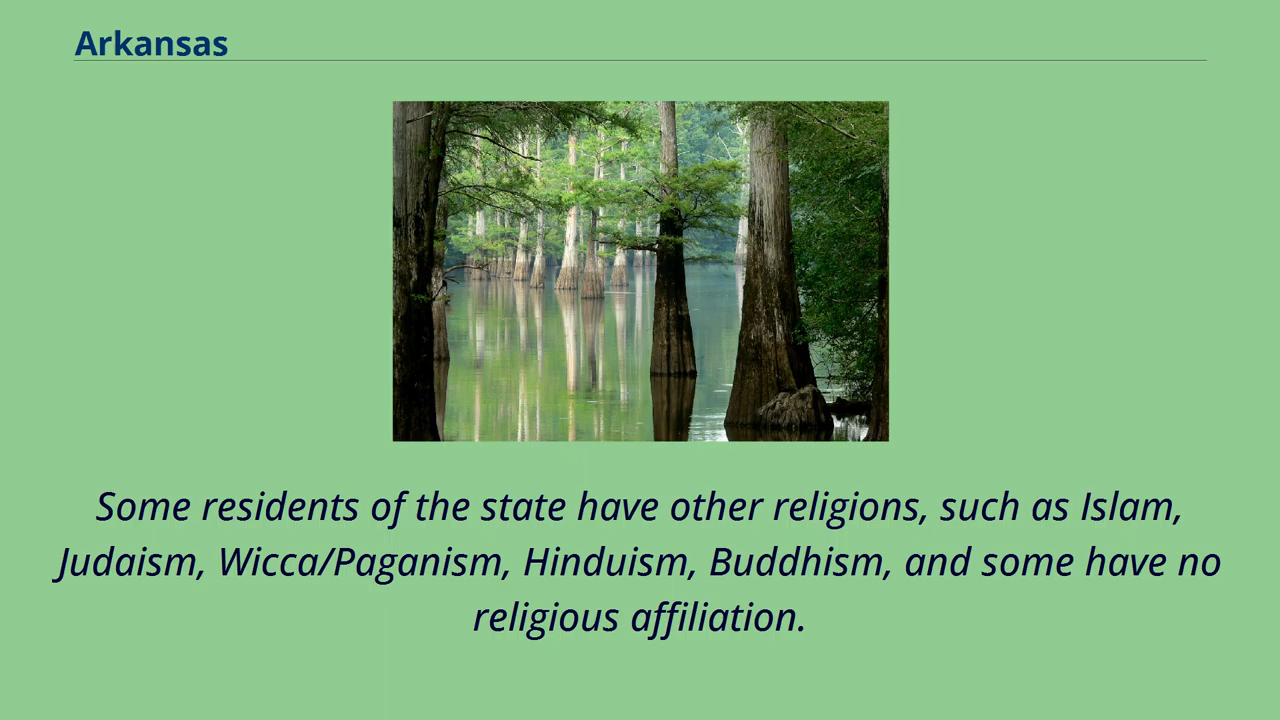 Arkansas
Some residents of the state have other religions, such as Islam,
Judaism, Wicca/Paganism, Hinduism, Buddhism, and some have no
religious affiliation.